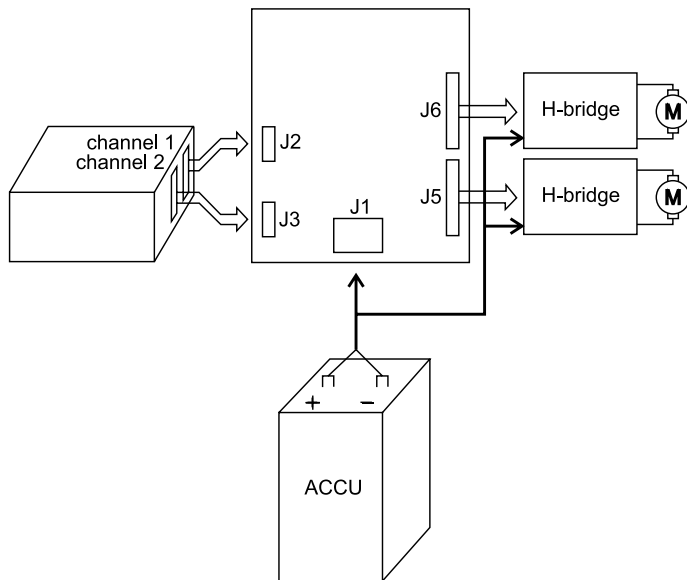 channel 1
channel 2
J2
J3
J1
J6
J5
H-bridge
M
H-bridge
M
+ −
ACCU